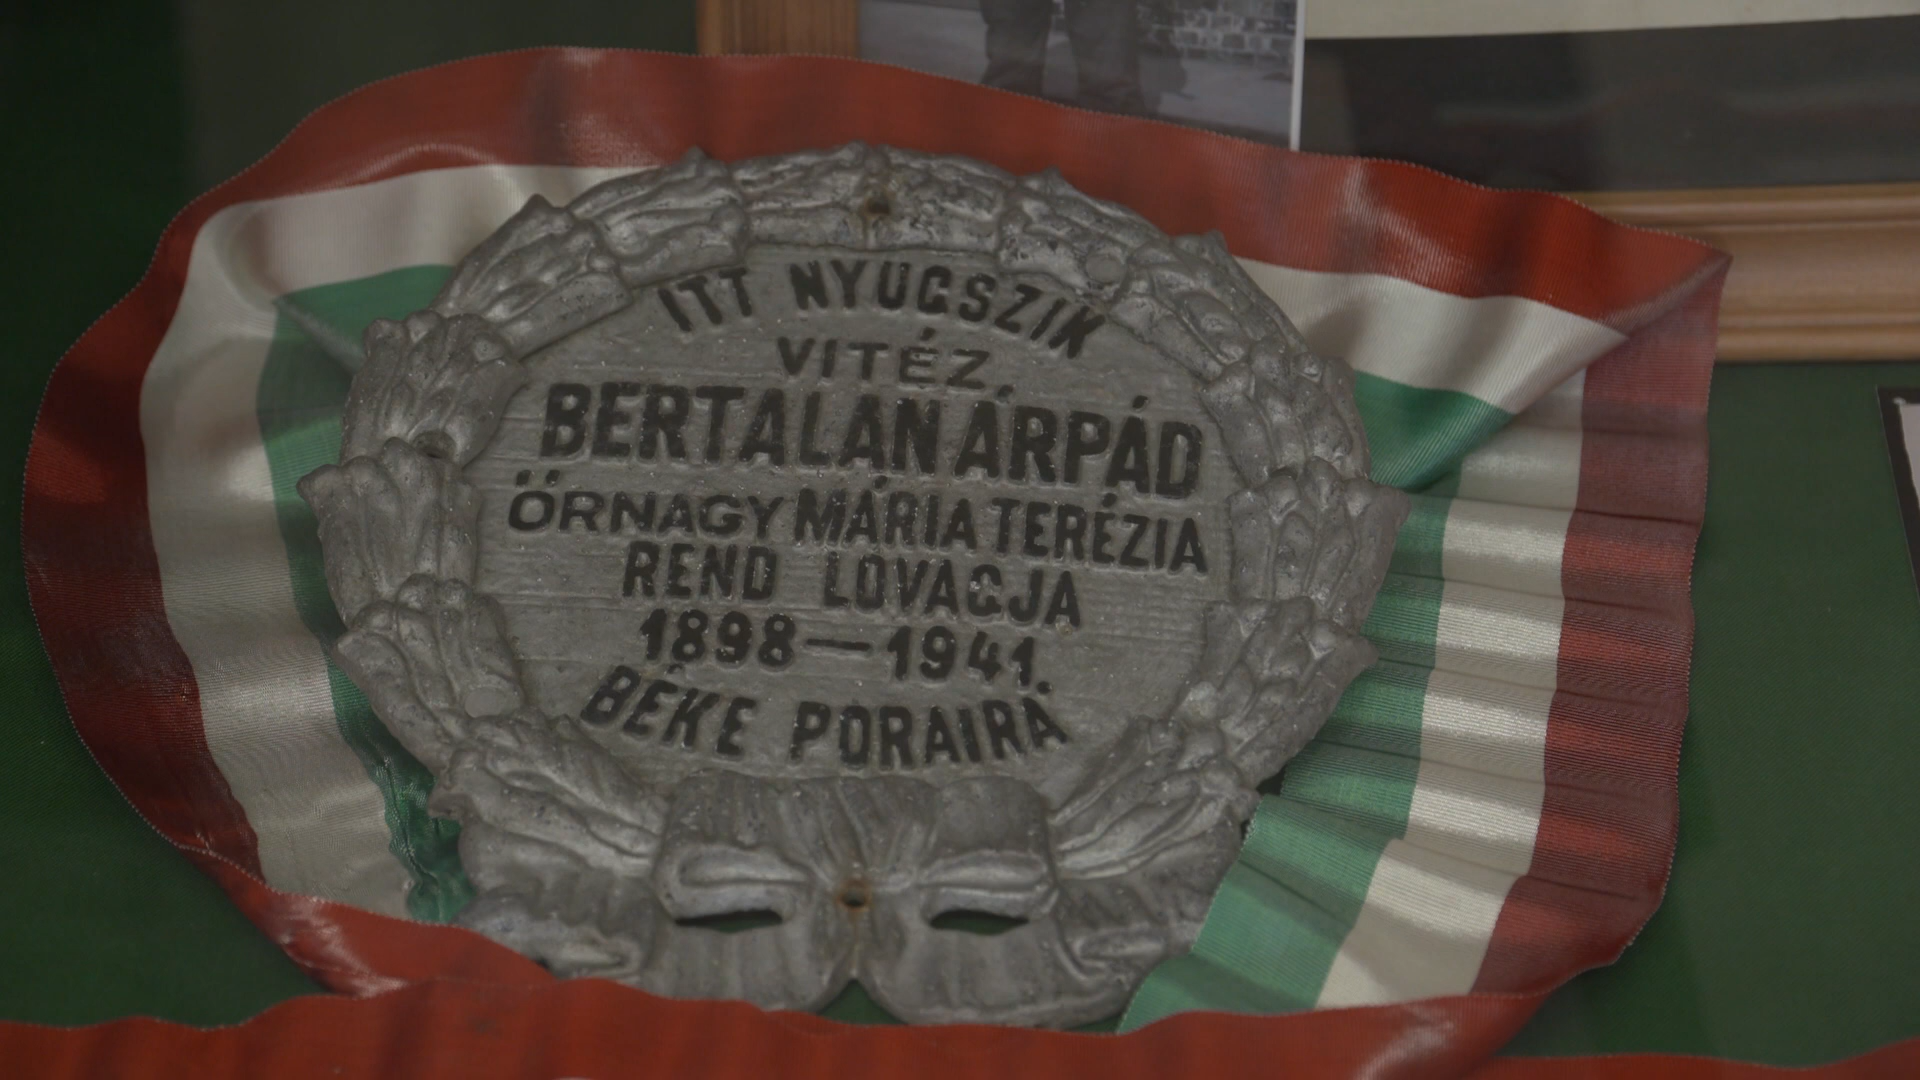 ITT NYUGSZIK
VITÉZ.
BERTALAN ÁRPÁD
ŐRNAGY MÁRIA TERÉZIA
REND LOVAGJA
1898—1941.
BÉKE PORAIRA